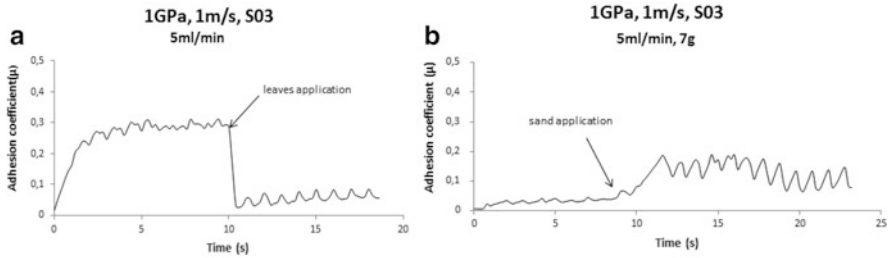 a
1GPa, 1m/s, S03
5ml/min
Adhesion coefficient(μ)
0,5
0,4
0,3
0,2
0,1
0
leaves application
0
5
10
15
20
Time (s)
b
1GPa, 1m/s, S03
5ml/min, 7g
Adhesion coefficient (μ)
0,5
0,4
0,3
0,2
0,1
0
sand application
0
5
10
15
20
25
Time (s)